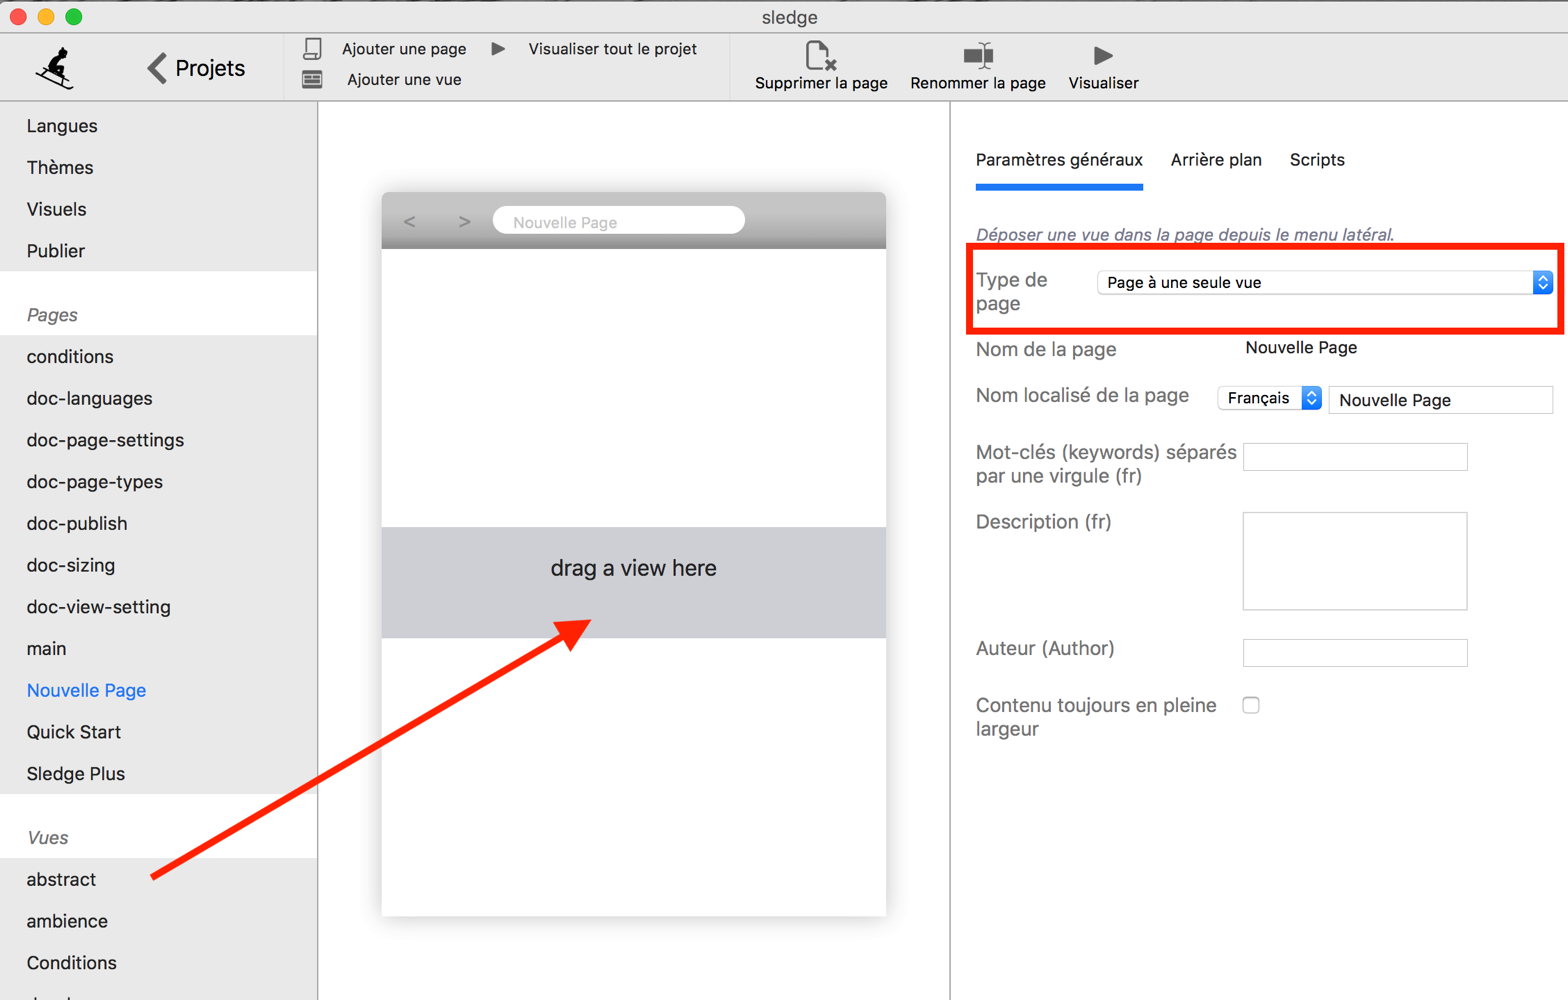 sledge
Projets
Ajouter une page
Visualiser tout le projet
Ajouter une vue
Supprimer la page
Renommer la page
Visualiser
Langues
Thèmes
Visuels
Publier
Pages
conditions
doc-languages
doc-page-settings
doc-page-types
doc-publish
doc-sizing
doc-view-setting
main
Nouvelle Page
Quick Start
Sledge Plus
Vues
abstract
ambience
Conditions
< > Nouvelle Page
drag a view here
Paramètres généraux
Arrière plan
Scripts
Déposer une vue dans la page depuis le menu latéral.
Type de
page
Page à une seule vue
Nom de la page
Nouvelle Page
Nom localisé de la page
Français
Nouvelle Page
Mot-clés (keywords) séparés
par une virgule (fr)
Description (fr)
Auteur (Author)
Contenu toujours en pleine
largeur